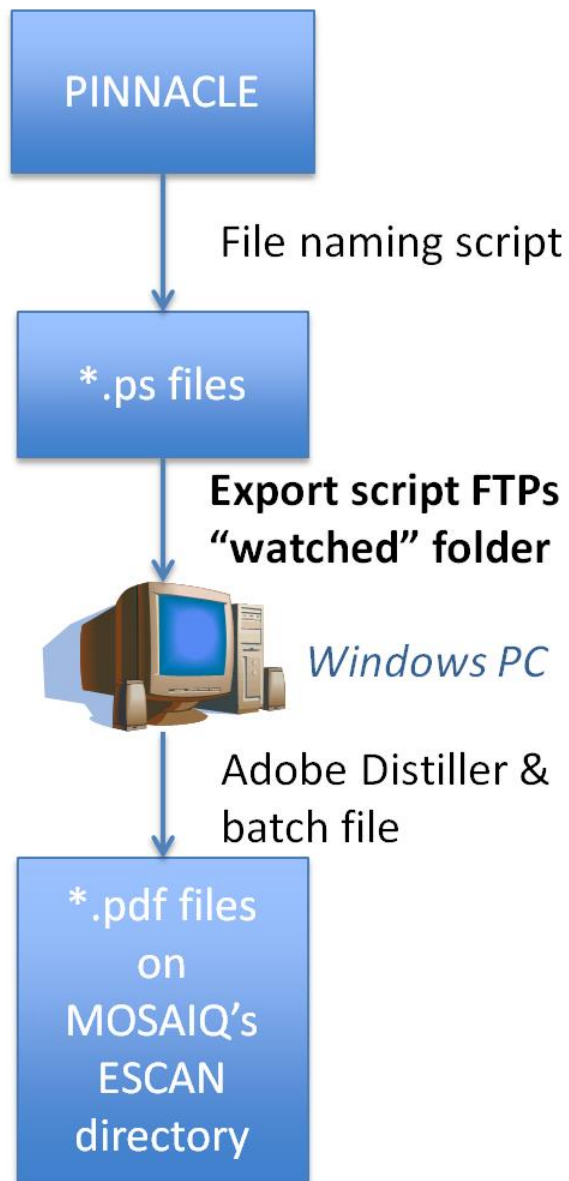 PINNACLE
File naming script
*.ps files
Export script FTPs
“watched” folder
Windows PC
Adobe Distiller &
batch file
*.pdf files
on
MOSAIQ’s
ESCAN
directory